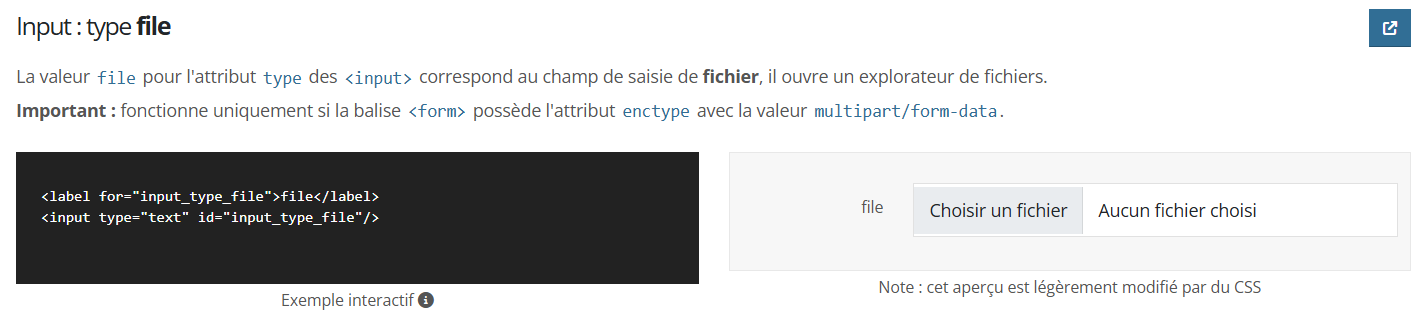 Input : type file
La valeur file pour l'attribut type des <input> correspond au champ de saisie de fichier, il ouvre un explorateur de fichiers.
Important : fonctionne uniquement si la balise <form> possède l'attribut enctype avec la valeur multipart/form-data.
<label for="input_type_file">file</label>
<input type="text" id="input_type_file"/>
Exemple interactif
file
Choisir un fichier
Aucun fichier choisi
Note : cet aperçu est légèrement modifié par du CSS